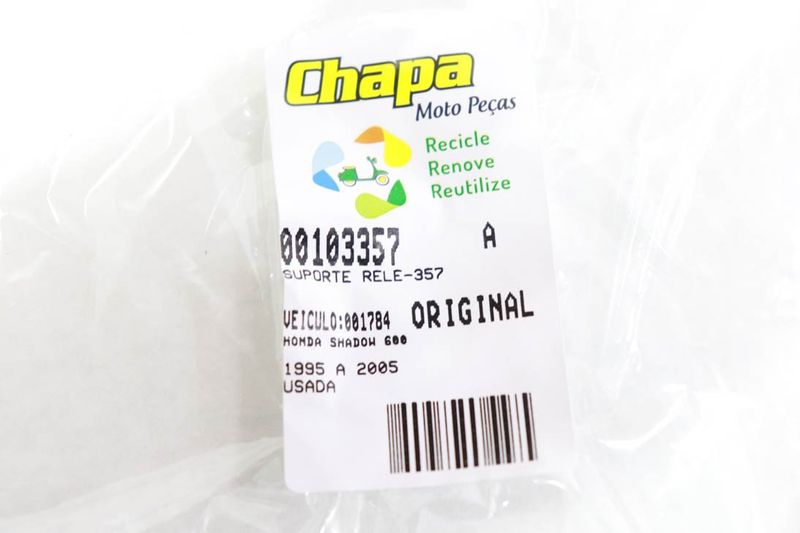 Chapa
Moto Peças
Recicle
Renove
Reutilize
00103357 A
SUPORTE RELE-357
VEICULO:001784 ORIGINAL
HONDA SHADOW 600
1995 A 2005
USADA